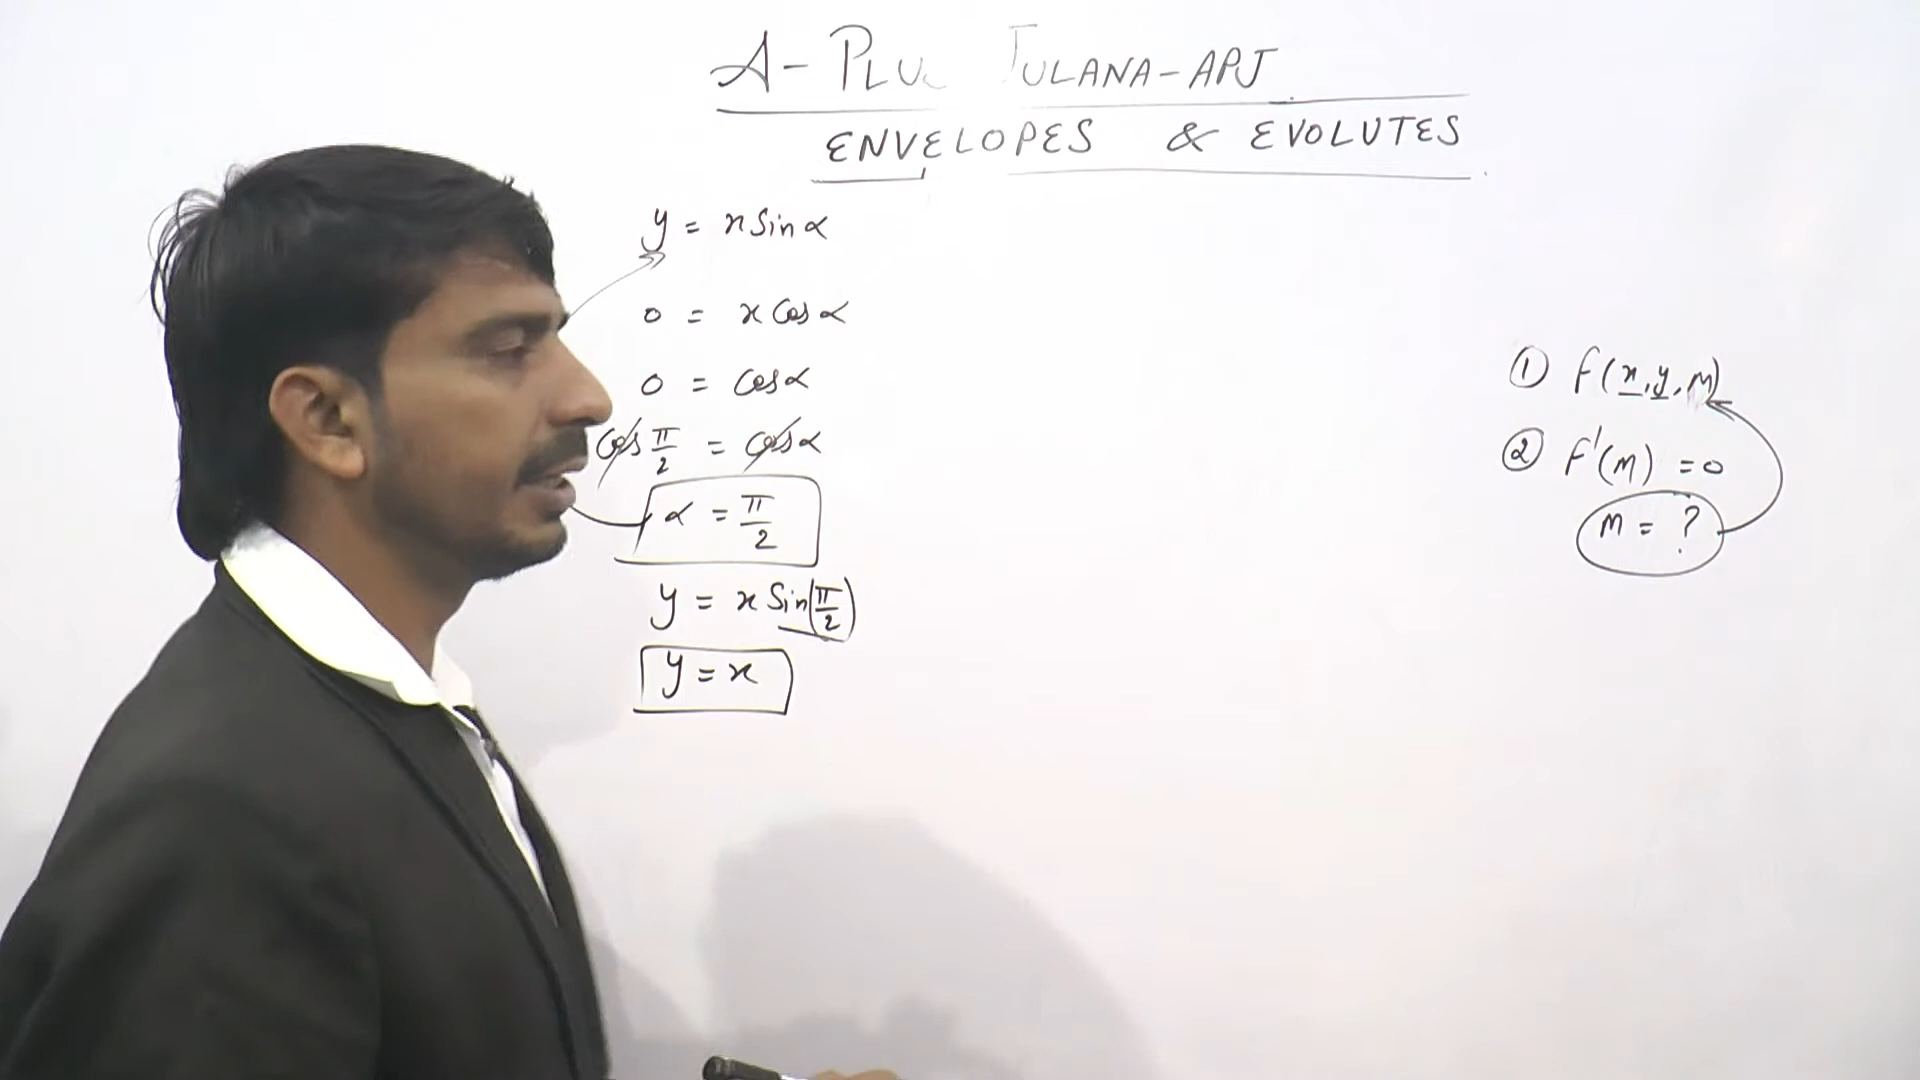 A - PLUS JULANA - APJ
ENVELOPES & EVOLUTES
y = x Sin α
0 = x Cos α
0 = Cos α
Cos π/2 = Cos α
α = π/2
y = x Sin(π/2)
y = x
① F(x, y, m)
② F'(m) = 0
m = ?